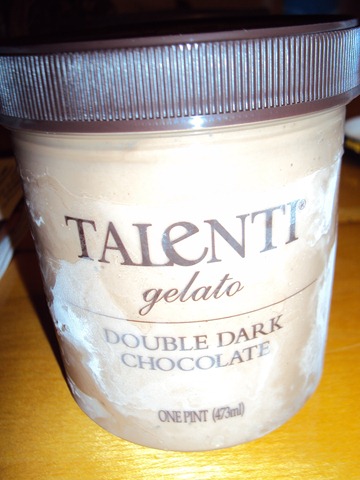 TALENTI®
gelato
DOUBLE DARK
CHOCOLATE
ONE PINT (473ml)